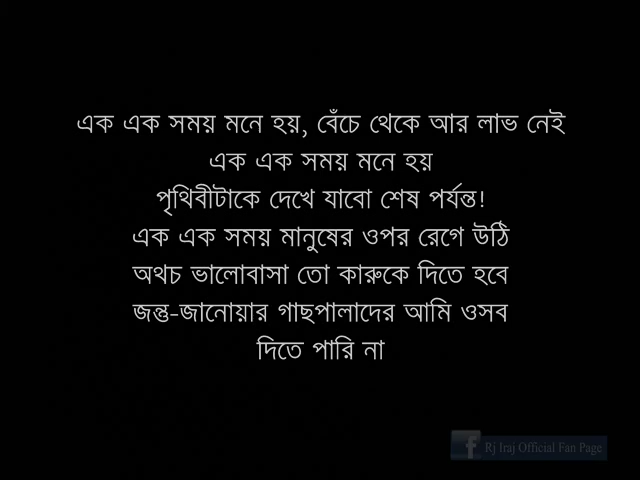 এক এক সময় মনে হয়, বেঁচে থেকে আর লাভ নেই
এক এক সময় মনে হয়
পৃথিবীটাকে দেখে যাবো শেষ পর্যন্ত!
এক এক সময় মানুষের ওপর রেগে উঠি
অথচ ভালোবাসা তো কারুকে দিতে হবে
জন্তু-জানোয়ার গাছপালাদের আমি ওসব
দিতে পারি না
f Rj Iraj Official Fan Page